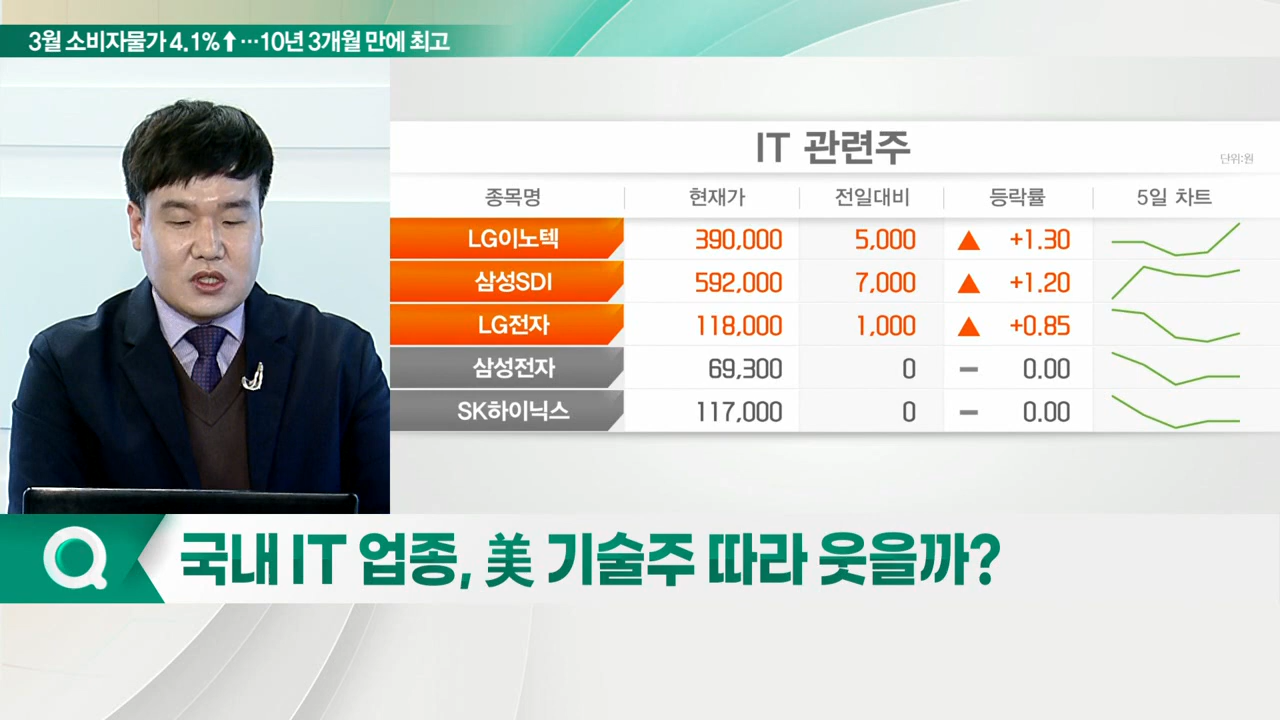 3월 소비자물가 4.1%⬆…10년 3개월 만에 최고
IT 관련주
단위:원
종목명 현재가 전일대비 등락률 5일 차트
LG이노텍 390,000 5,000 ▲ +1.30
삼성SDI 592,000 7,000 ▲ +1.20
LG전자 118,000 1,000 ▲ +0.85
삼성전자 69,300 0 - 0.00
SK하이닉스 117,000 0 - 0.00
Q 국내 IT 업종, 美 기술주 따라 웃을까?